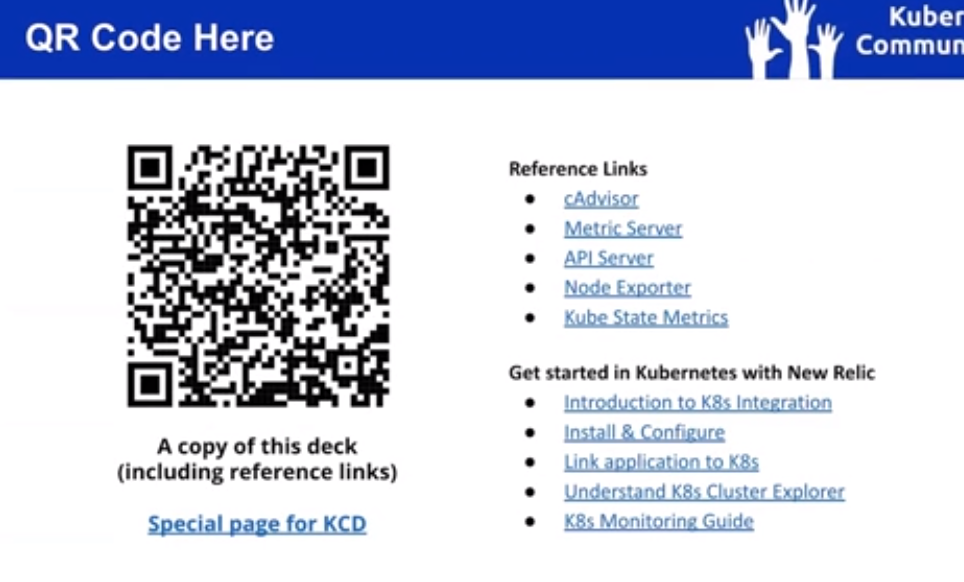 QR Code Here
Kuber
Commun
A copy of this deck
(including reference links)
Special page for KCD
Reference Links
● cAdvisor
● Metric Server
● API Server
● Node Exporter
● Kube State Metrics
Get started in Kubernetes with New Relic
● Introduction to K8s Integration
● Install & Configure
● Link application to K8s
● Understand K8s Cluster Explorer
● K8s Monitoring Guide